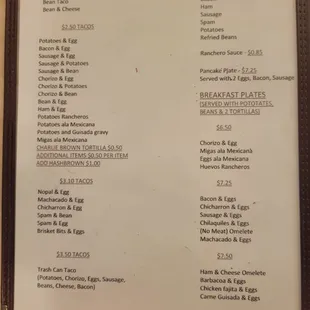 Bean Taco
Bean & Cheese
$2.50 TACOS
Potatoes & Egg
Bacon & Egg
Sausage & Egg
Sausage & Potatoes
Sausage & Bean
Chorizo & Egg
Chorizo & Potatoes
Chorizo & Bean
Bean & Egg
Ham & Egg
Potatoes Rancheros
Potatoes ala Mexicana
Potatoes and Guisada gravy
Migas ala Mexicana
CHARLIE BROWN TORTILLA $0.50
ADDITIONAL ITEMS $0.50 PER ITEM
ADD HASHBROWN $1.00
$3.10 TACOS
Nopal & Egg
Machacado & Egg
Chicharron & Egg
Spam & Bean
Spam & Egg
Brisket Bits & Eggs
$3.50 TACOS
Trash Can Taco
(Potatoes, Chorizo, Eggs, Sausage,
Beans, Cheese, Bacon)
Bacon
Ham
Sausage
Spam
Potatoes
Refried Beans
Ranchero Sauce - $0.85
Pancake Plate - $7.25
Served with 2 Eggs, Bacon, Sausage
BREAKFAST PLATES
(SERVED WITH POTOTATES,
BEANS & 2 TORTILLAS)
$6.50
Chorizo & Egg
Migas ala Mexicana
Eggs ala Mexicana
Huevos Rancheros
$7.25
Bacon & Eggs
Chicharron & Eggs
Sausage & Eggs
Chilaquiles & Eggs
(No Meat) Omelete
Machacado & Eggs
$7.50
Ham & Cheese Omelete
Barbacoa & Eggs
Chicken fajita & Eggs
Carne Guisada & Eggs